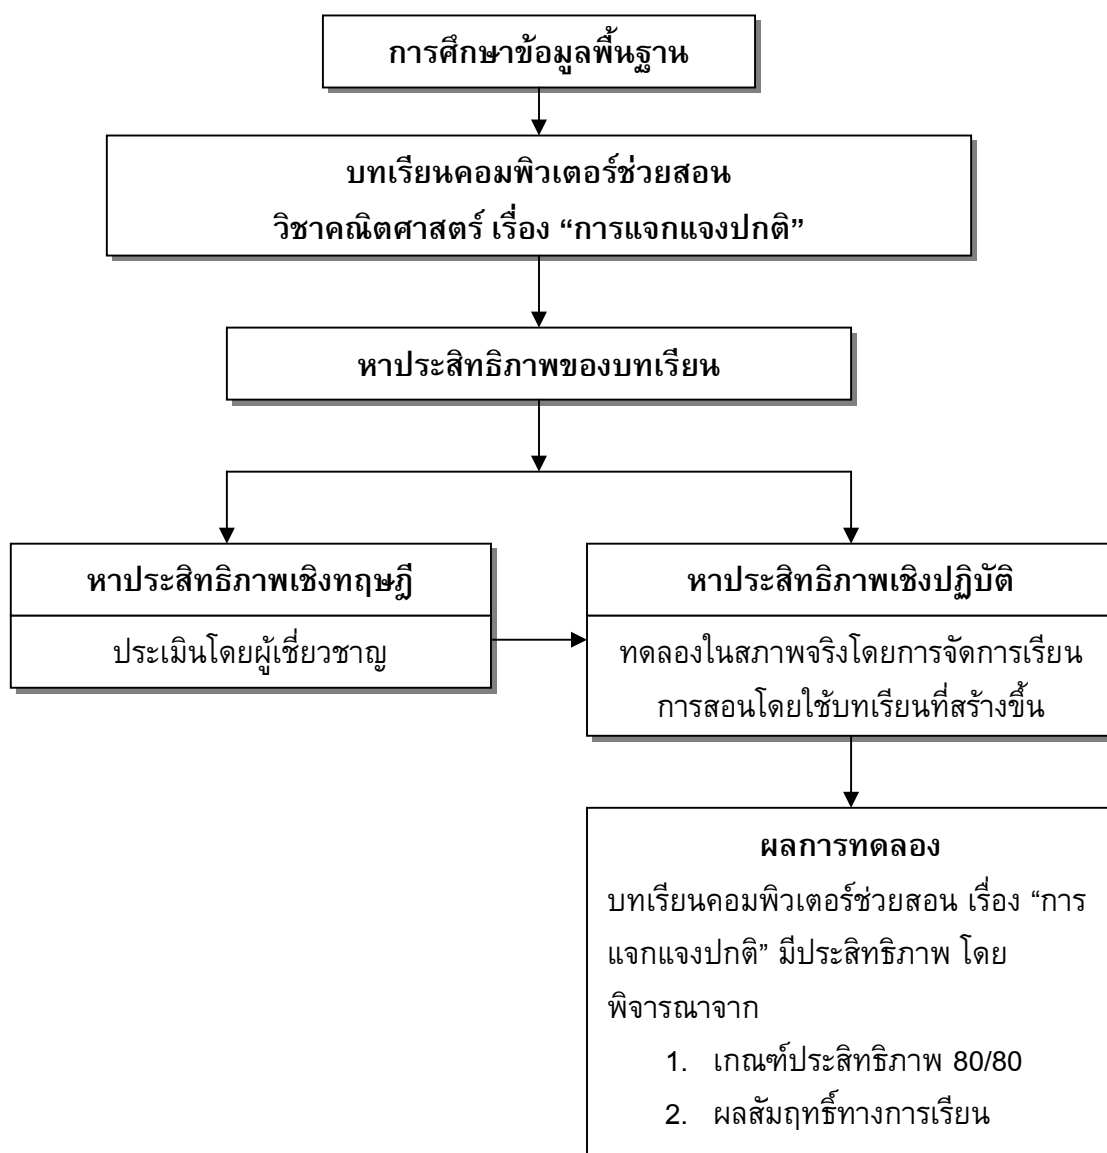 การศึกษาข้อมูลพื้นฐาน
บทเรียนคอมพิวเตอร์ช่วยสอน
วิชาคณิตศาสตร์ เรื่อง “การแจกแจงปกติ”
หาประสิทธิภาพของบทเรียน
หาประสิทธิภาพเชิงทฤษฎี
ประเมินโดยผู้เชี่ยวชาญ
หาประสิทธิภาพเชิงปฏิบัติ
ทดลองในสภาพจริงโดยการจัดการเรียน
การสอนโดยใช้บทเรียนที่สร้างขึ้น
ผลการทดลอง
บทเรียนคอมพิวเตอร์ช่วยสอน เรื่อง “การ
แจกแจงปกติ” มีประสิทธิภาพ โดย
พิจารณาจาก
1. เกณฑ์ประสิทธิภาพ 80/80
2. ผลสัมฤทธิ์ทางการเรียน